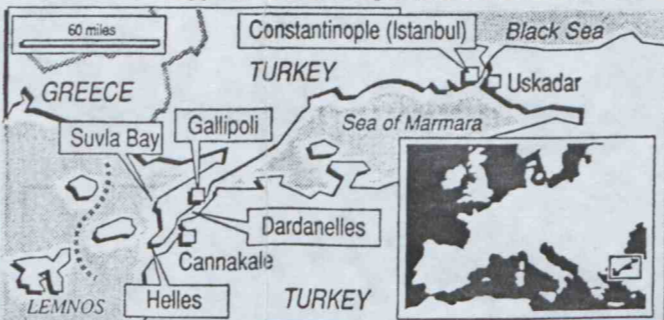 60 miles
Constantinople (Istanbul)
Black Sea
TURKEY
Uskadar
GREECE
Gallipoli
Sea of Marmara
Suvla Bay
Dardanelles
Cannakale
LEMNOS
Helles
TURKEY